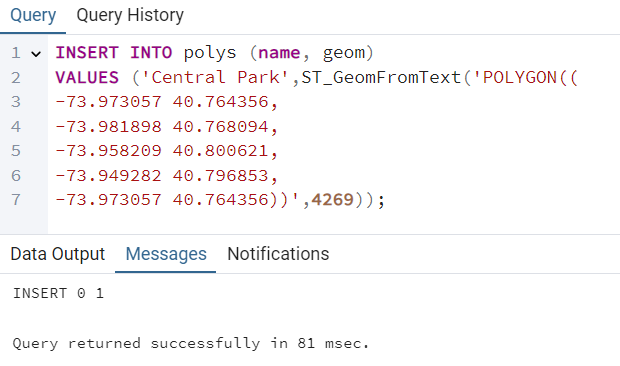 Query Query History
1 INSERT INTO polys (name, geom)
2 VALUES ('Central Park',ST_GeomFromText('POLYGON((
3 -73.973057 40.764356,
4 -73.981898 40.768094,
5 -73.958209 40.800621,
6 -73.949282 40.796853,
7 -73.973057 40.764356))',4269));
Data Output Messages Notifications
INSERT 0 1
Query returned successfully in 81 msec.